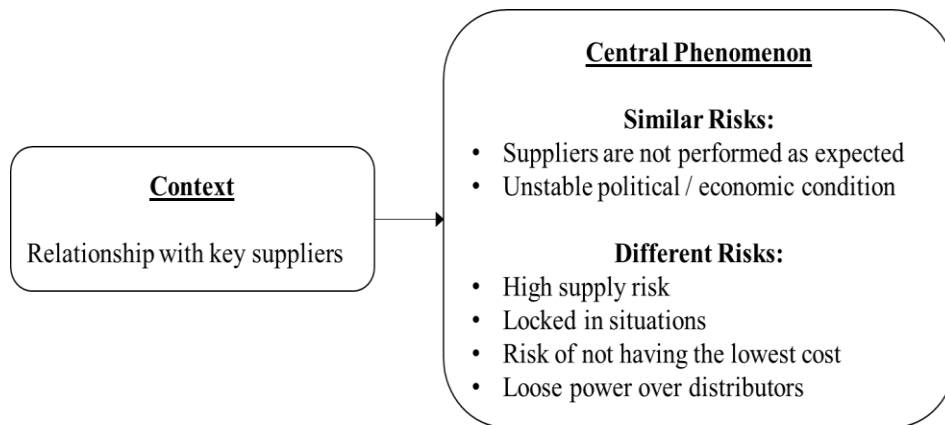 Context
Relationship with key suppliers
Central Phenomenon
Similar Risks:
• Suppliers are not performed as expected
• Unstable political / economic condition
Different Risks:
• High supply risk
• Locked in situations
• Risk of not having the lowest cost
• Loose power over distributors